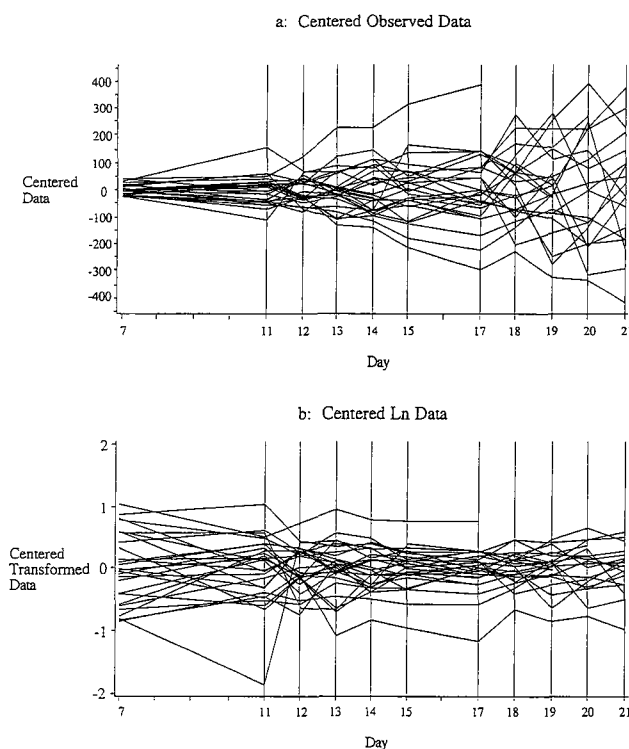 a: Centered Observed Data
400
300
200
100
0
-100
-200
-300
-400
Centered
Data
7 11 12 13 14 15 17 18 19 20 2
Day
b: Centered Ln Data
2
1
0
-1
-2
Centered
Transformed
Data
7 11 12 13 14 15 17 18 19 20 21
Day